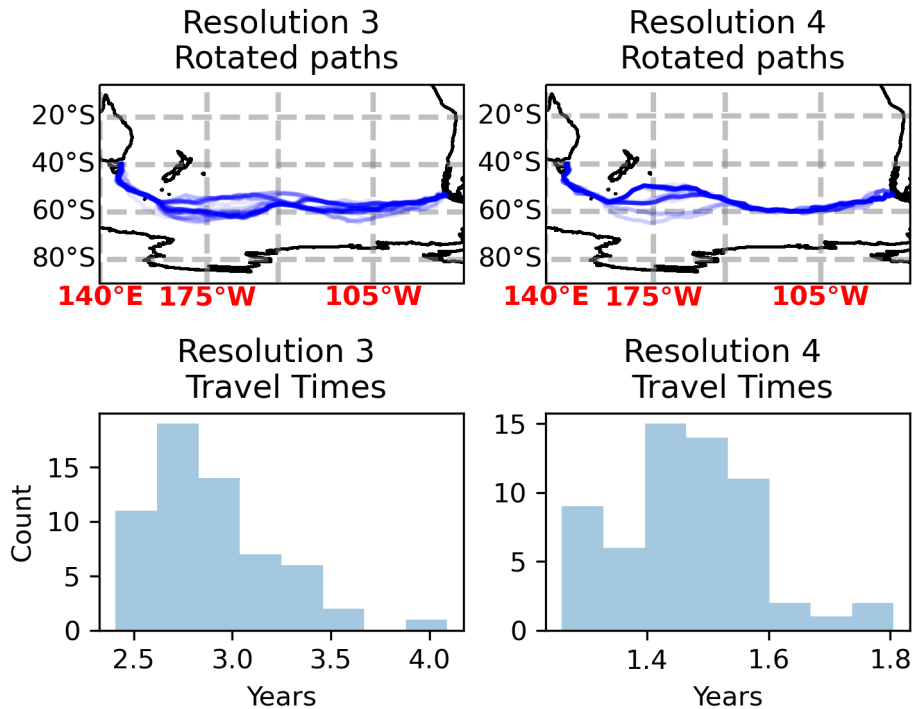 Resolution 3
Rotated paths
Resolution 4
Rotated paths
20°S
40°S
60°S
80°S
140°E 175°W 105°W
20°S
40°S
60°S
80°S
140°E 175°W 105°W
Resolution 3
Travel Times
Resolution 4
Travel Times
Count
15
10
5
0
2.5 3.0 3.5 4.0
Years
15
10
5
0
1.4 1.6 1.8
Years